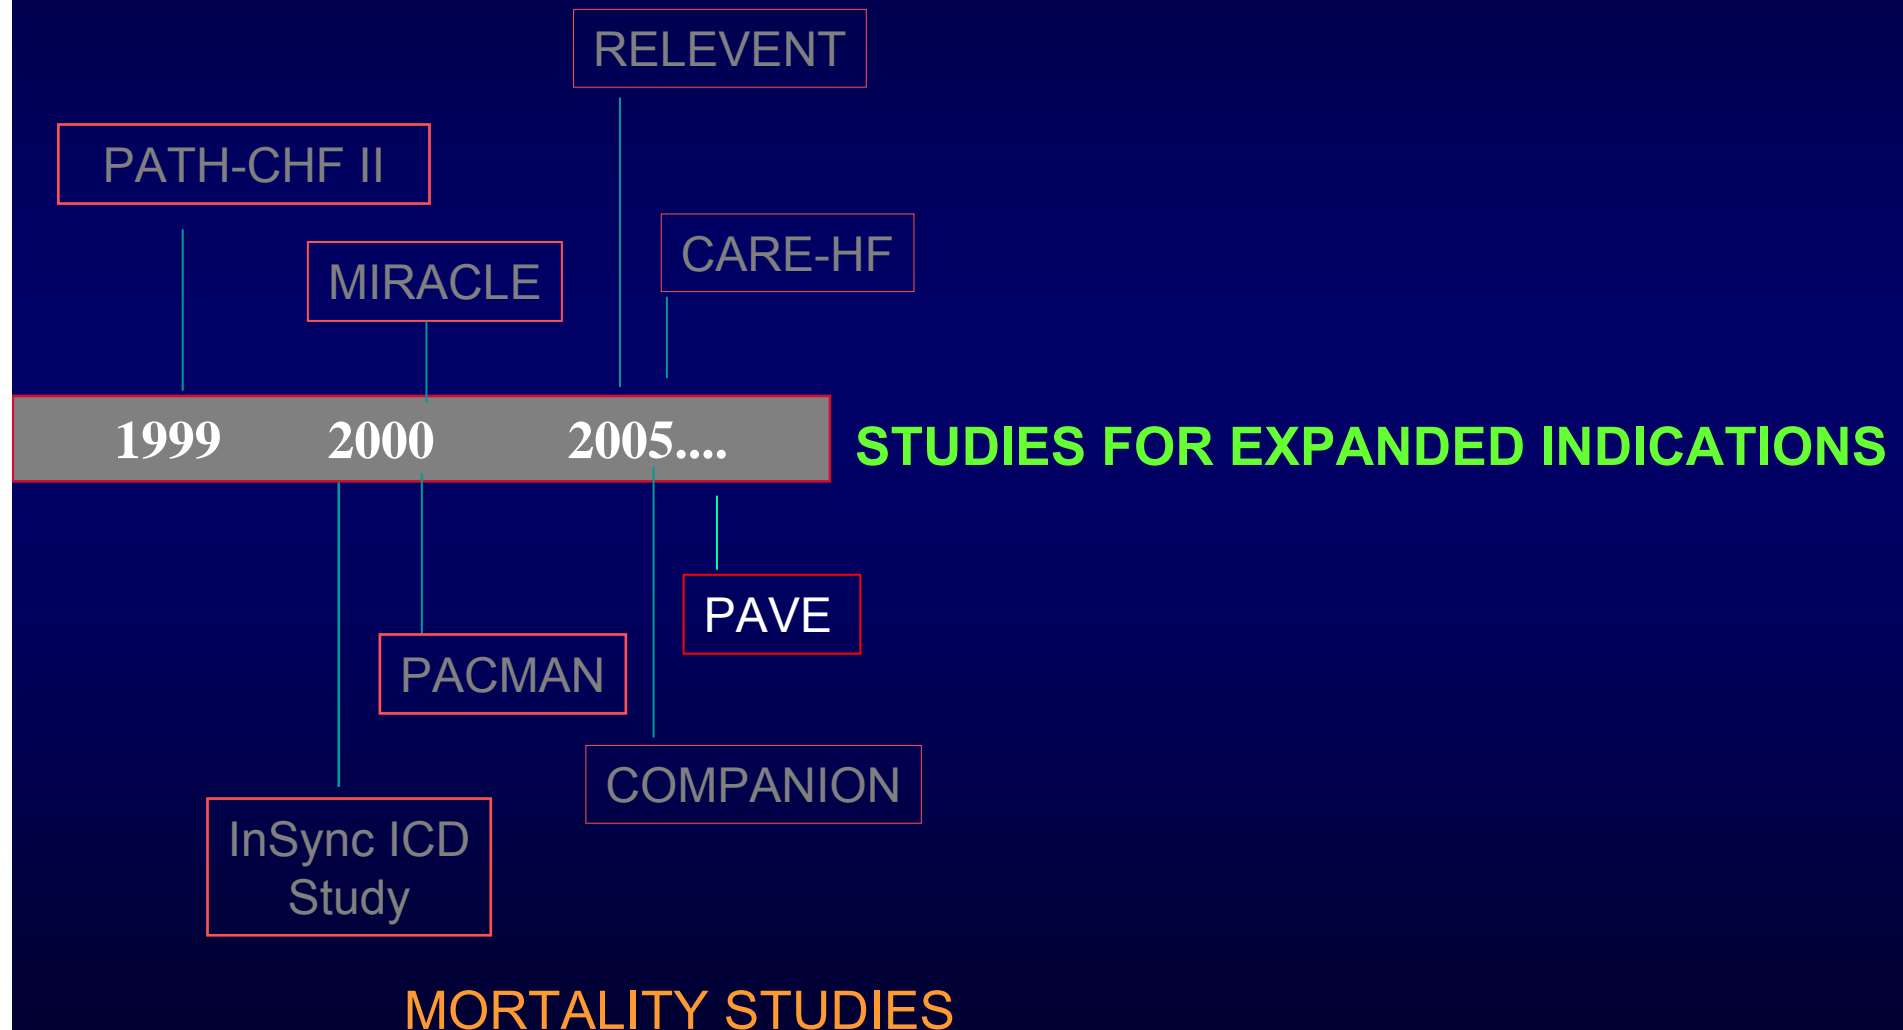 RELEVENT
PATH-CHF II
CARE-HF
MIRACLE
1999 2000 2005....
STUDIES FOR EXPANDED INDICATIONS
PAVE
PACMAN
COMPANION
InSync ICD
Study
MORTALITY STUDIES